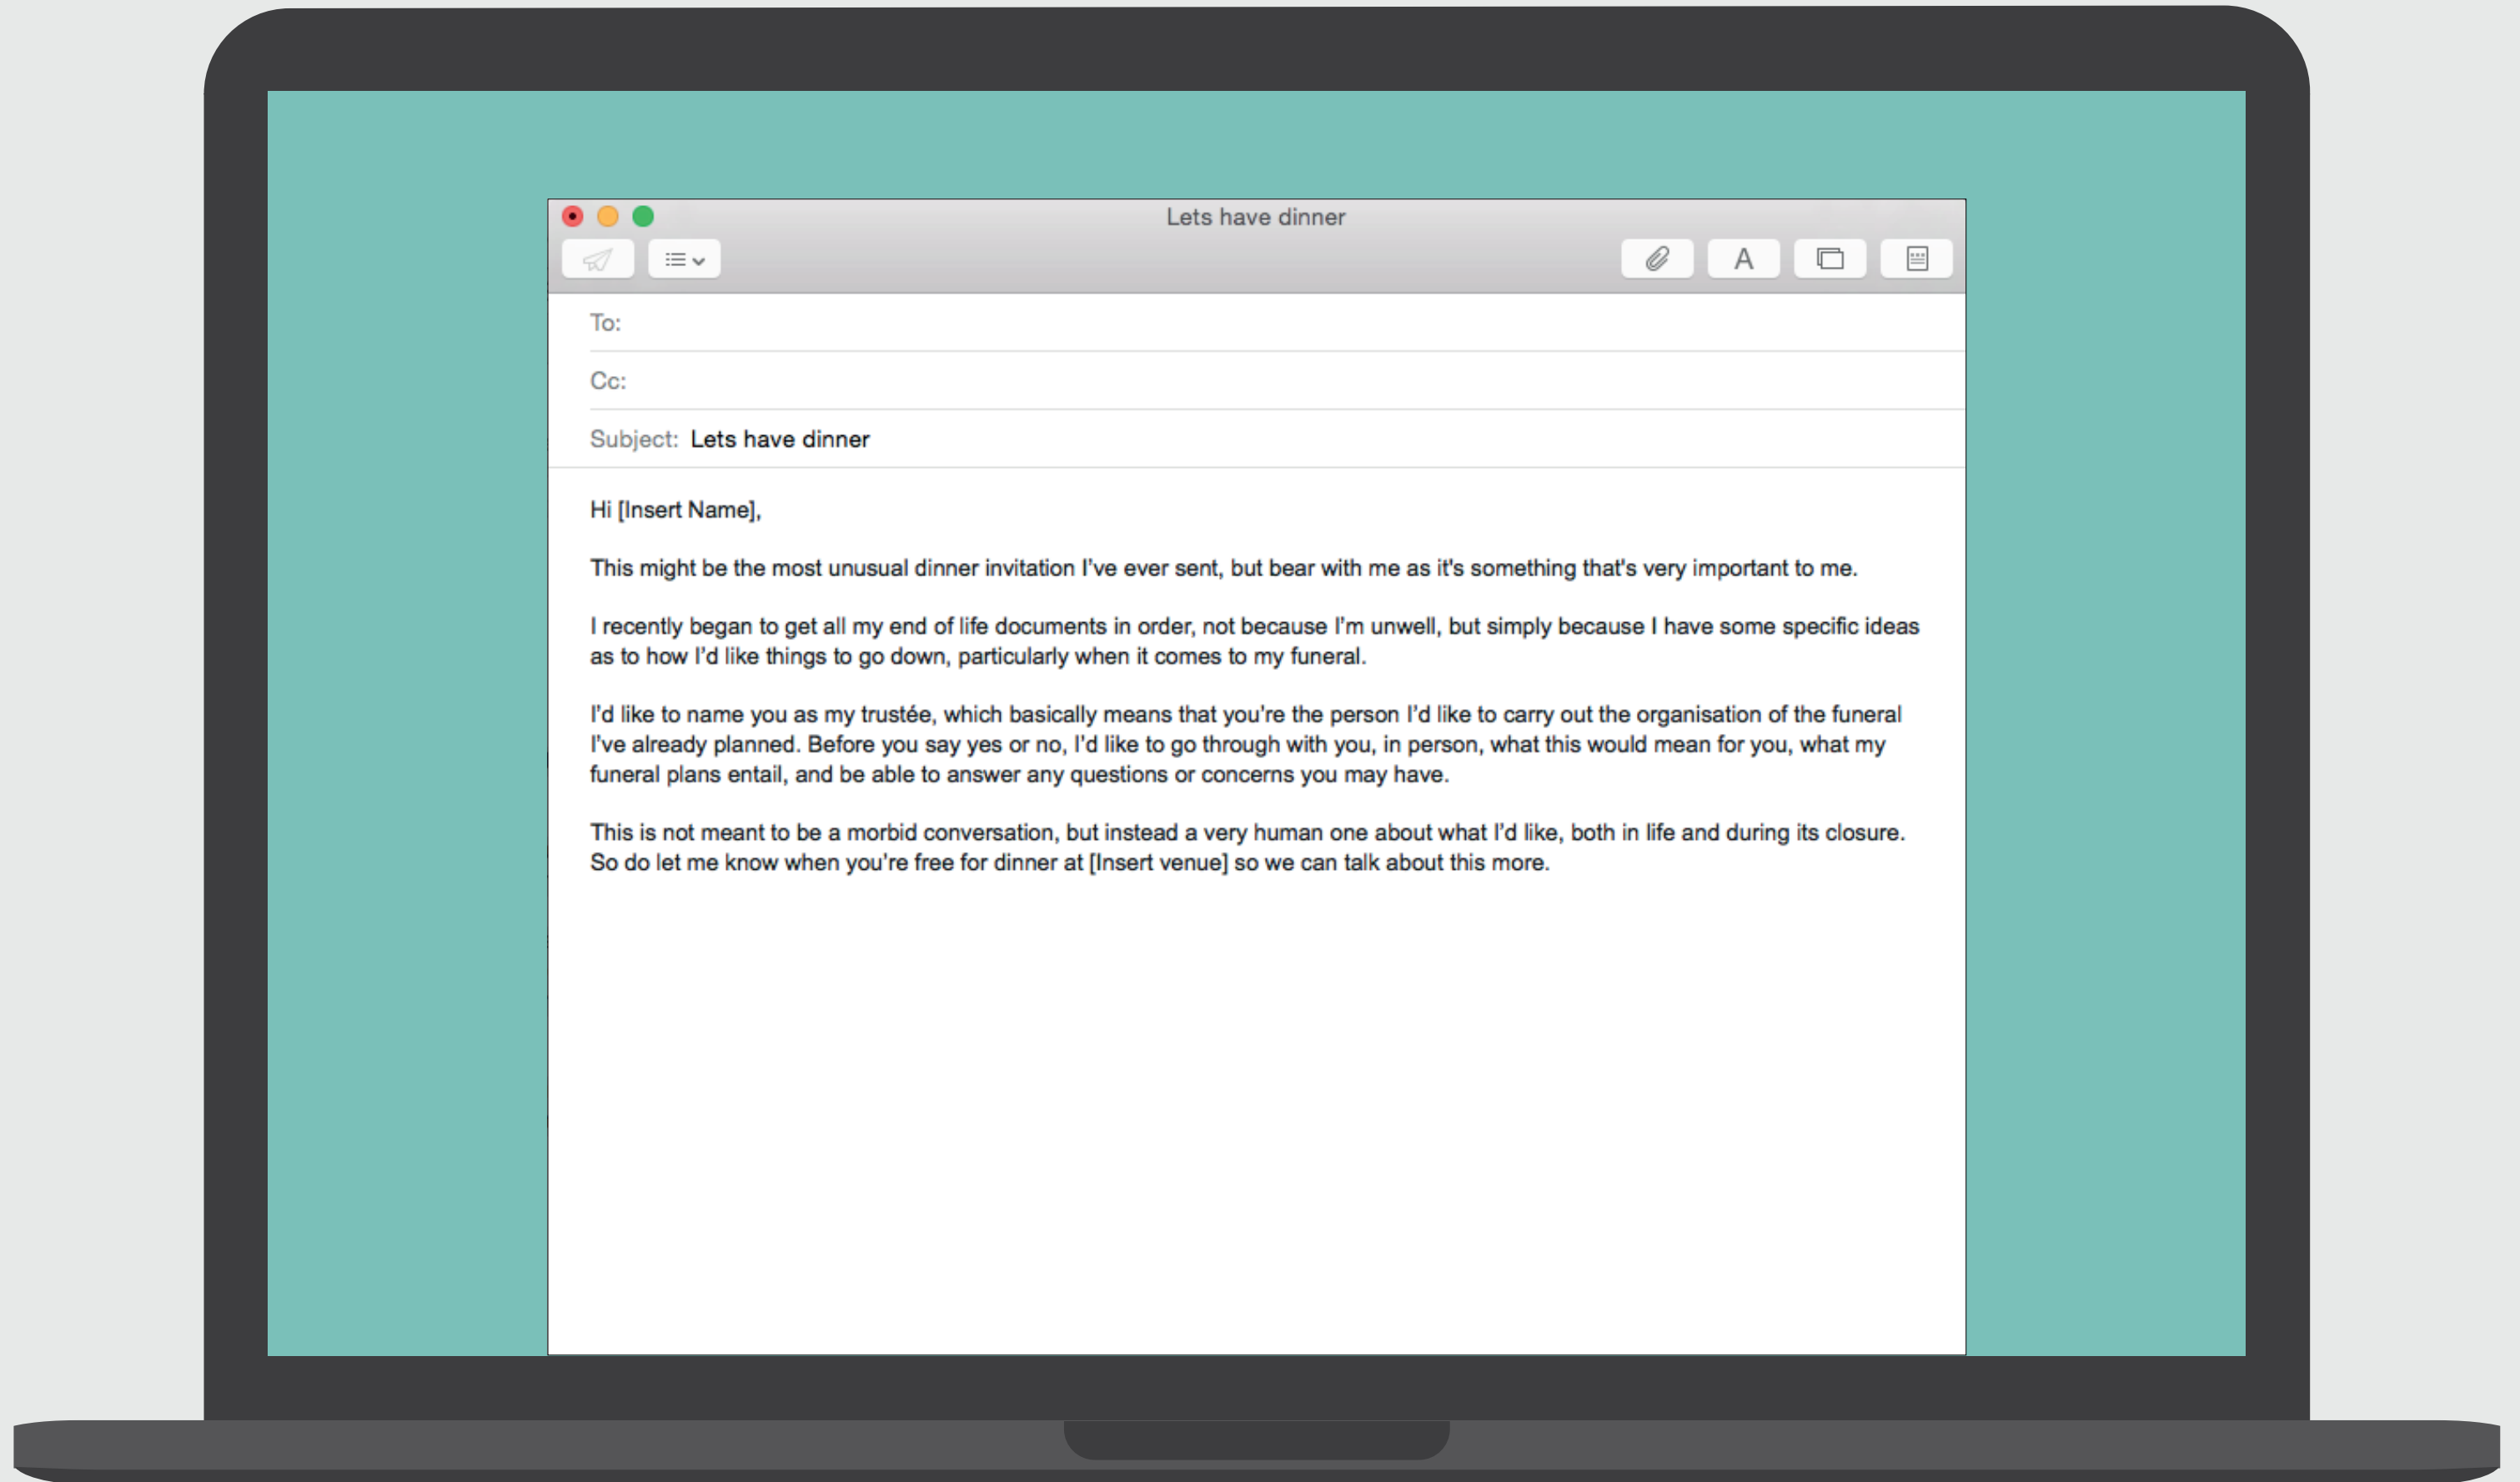 Lets have dinner
A
To:
Cc:
Subject: Lets have dinner
Hi [Insert Name],
This might be the most unusual dinner invitation I’ve ever sent, but bear with me as it's something that's very important to me.
I recently began to get all my end of life documents in order, not because I’m unwell, but simply because I have some specific ideas
as to how I’d like things to go down, particularly when it comes to my funeral.
I’d like to name you as my trustée, which basically means that you're the person I’d like to carry out the organisation of the funeral
I’ve already planned. Before you say yes or no, I’d like to go through with you, in person, what this would mean for you, what my
funeral plans entail, and be able to answer any questions or concerns you may have.
This is not meant to be a morbid conversation, but instead a very human one about what I’d like, both in life and during its closure.
So do let me know when you're free for dinner at [Insert venue] so we can talk about this more.